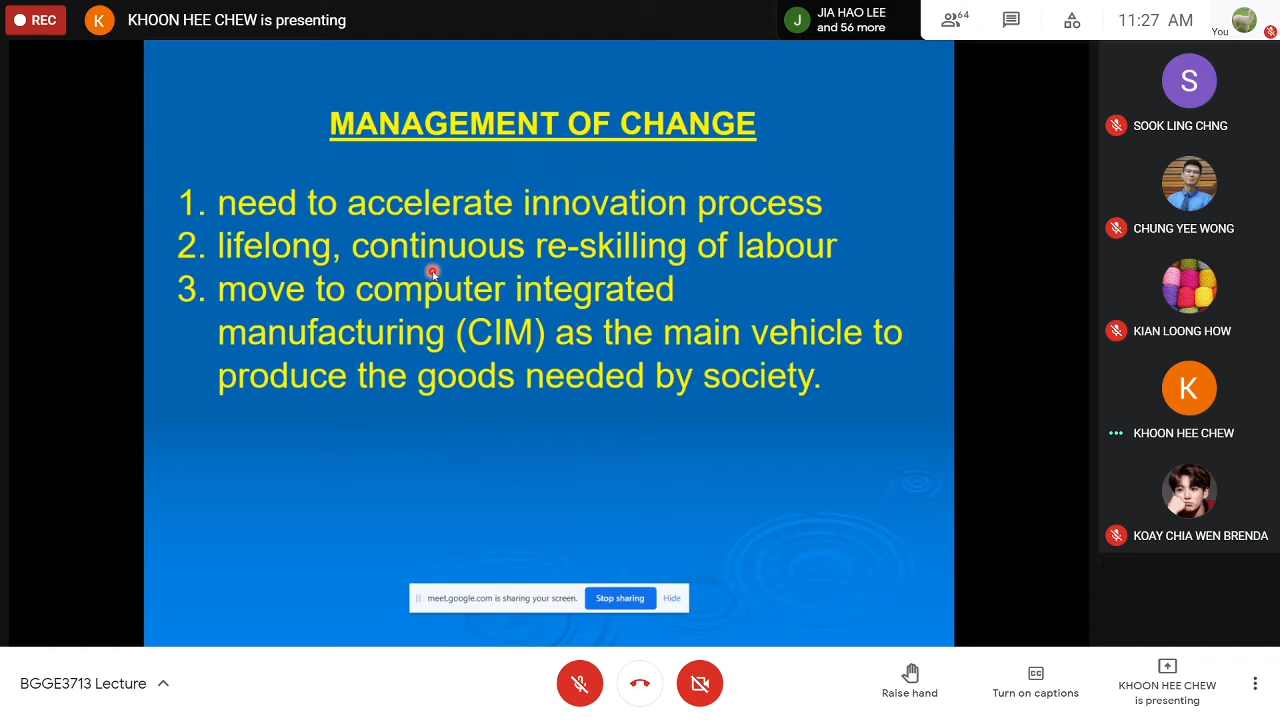 REC
K
KHOON HEE CHEW is presenting
J
JIA HAO LEE
and 56 more
64
11:27 AM
You
MANAGEMENT OF CHANGE
1. need to accelerate innovation process
2. lifelong, continuous re-skilling of labour
3. move to computer integrated
manufacturing (CIM) as the main vehicle to
produce the goods needed by society.
meet.google.com is sharing your screen.
Stop sharing
Hide
S
SOOK LING CHNG
CHUNG YEE WONG
KIAN LOONG HOW
K
KHOON HEE CHEW
KOAY CHIA WEN BRENDA
BGGE3713 Lecture
Raise hand
CC
Turn on captions
KHOON HEE CHEW
is presenting